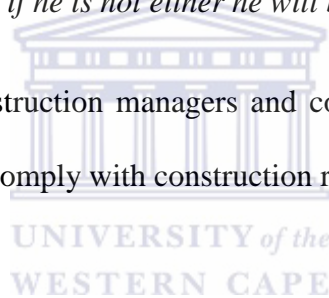 if he is not either he will
struction managers and co
omply with construction r
UNIVERSITY of the
WESTERN CAPE